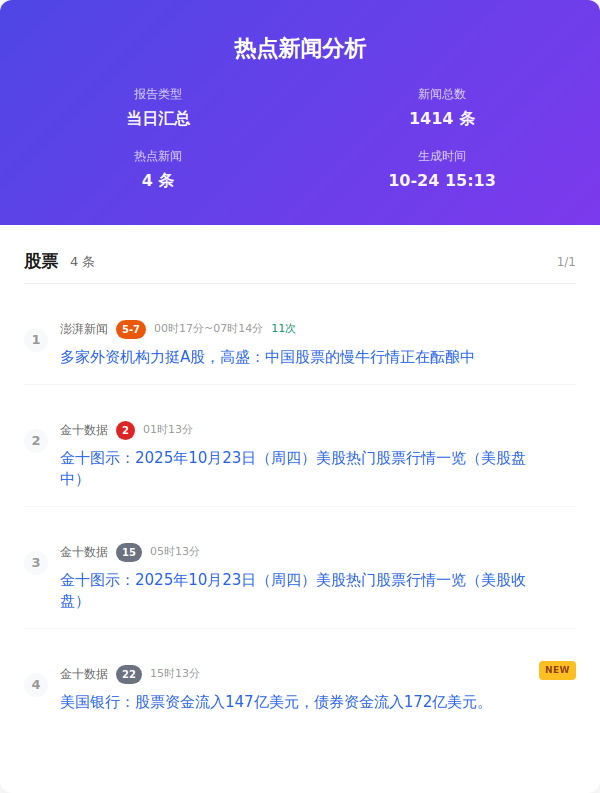 热点新闻分析
报告类型
新闻总数
当日汇总
1414 条
热点新闻
生成时间
4 条
10-24 15:13
股票 4 条 1/1
1
澎湃新闻 5-7 00时17分~07时14分 11次
多家外资机构力挺A股，高盛：中国股票的慢牛行情正在酝酿中
2
金十数据 2 01时13分
金十图示：2025年10月23日（周四）美股热门股票行情一览（美股盘
中）
3
金十数据 15 05时13分
金十图示：2025年10月23日（周四）美股热门股票行情一览（美股收
盘）
4
金十数据 22 15时13分 NEW
美国银行：股票资金流入147亿美元，债券资金流入172亿美元。